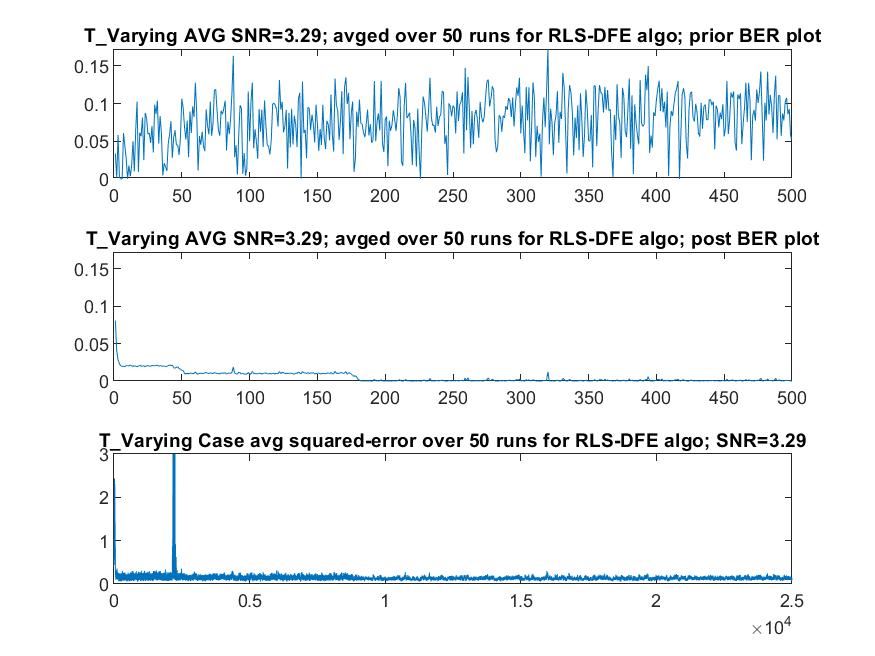 T_Varying AVG SNR=3.29; avged over 50 runs for RLS-DFE algo; prior BER plot
0.15
0.1
0.05
0
0 50 100 150 200 250 300 350 400 450 500
T_Varying AVG SNR=3.29; avged over 50 runs for RLS-DFE algo; post BER plot
0.15
0.1
0.05
0
0 50 100 150 200 250 300 350 400 450 500
T_Varying Case avg squared-error over 50 runs for RLS-DFE algo; SNR=3.29
3
2
1
0
0 0.5 1 1.5 2 2.5
×10⁴